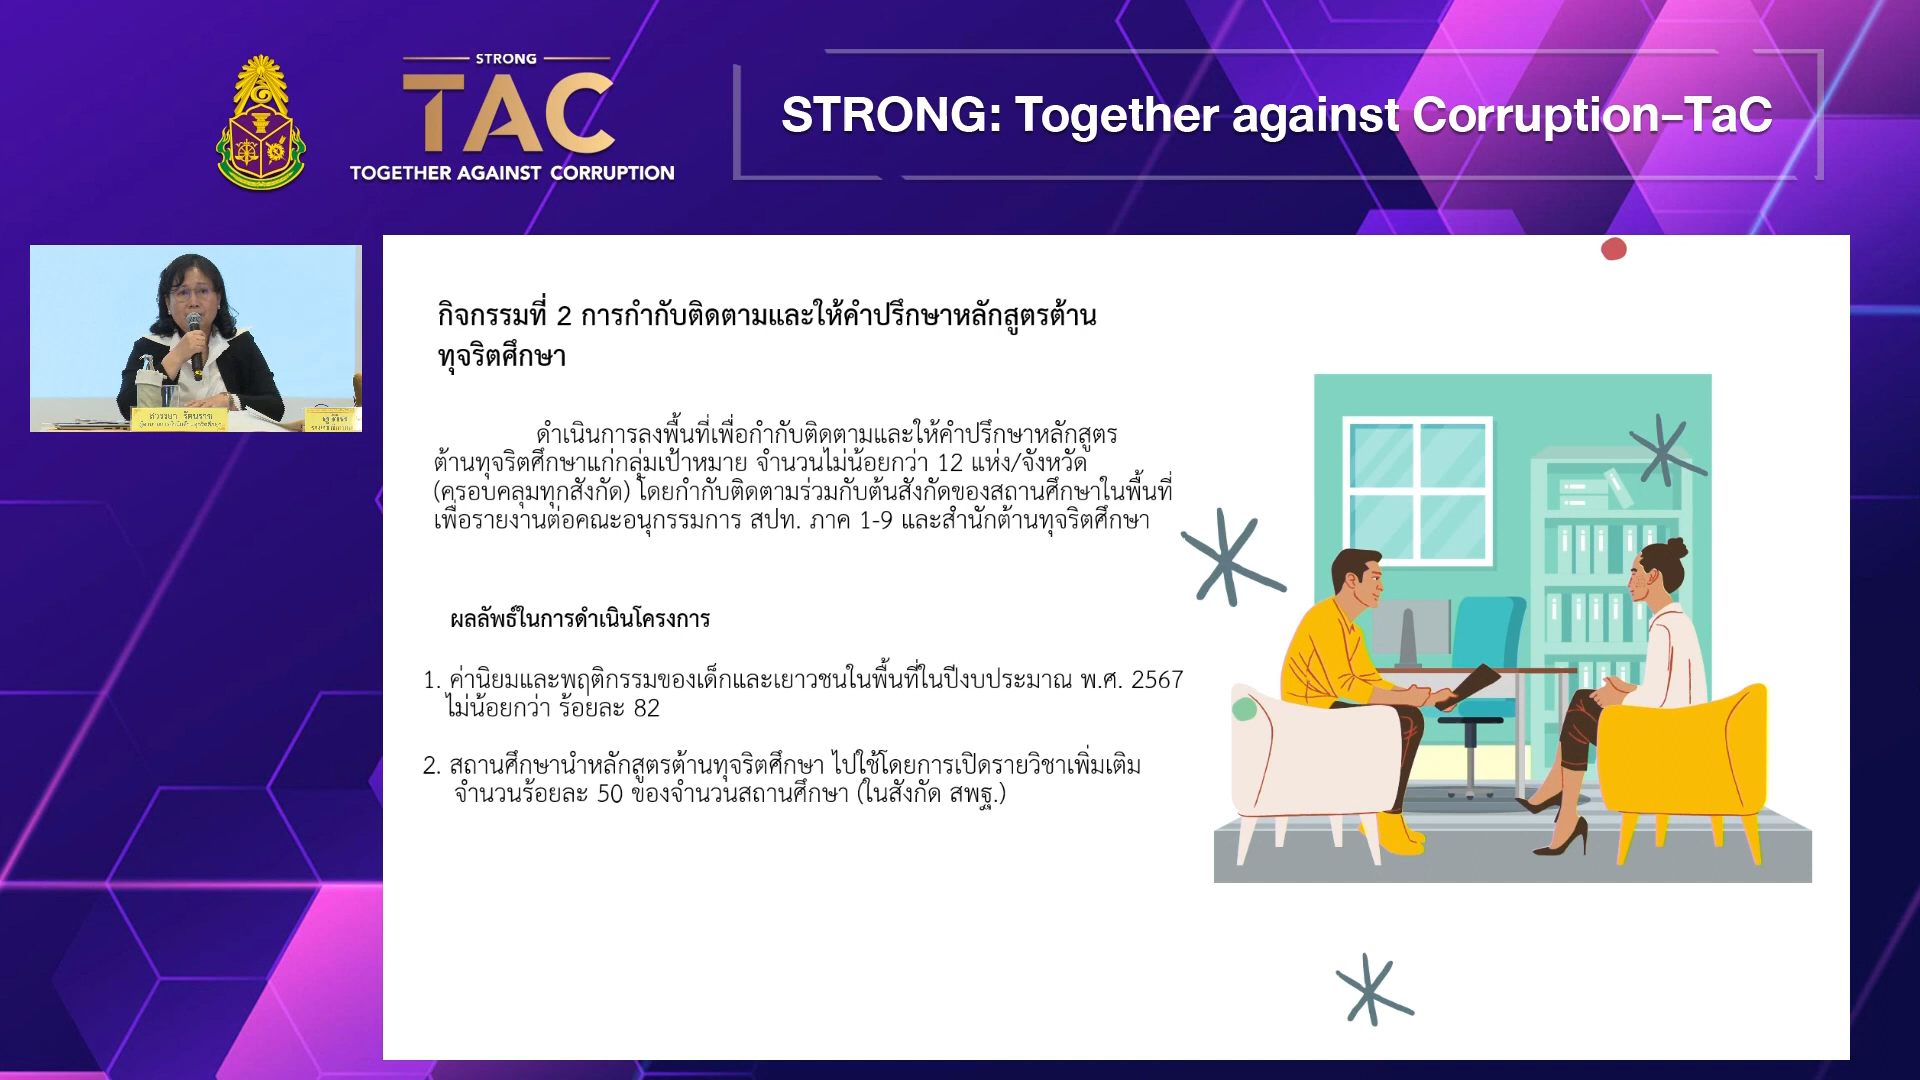 STRONG
TAC
TOGETHER AGAINST CORRUPTION
STRONG: Together against Corruption-TaC
กิจกรรมที่ 2 การกำกับติดตามและให้คำปรึกษาหลักสูตรต้าน
ทุจริตศึกษา
ดำเนินการลงพื้นที่เพื่อกำกับติดตามและให้คำปรึกษาหลักสูตร
ต้านทุจริตศึกษาแก่กลุ่มเป้าหมาย จำนวนไม่น้อยกว่า 12 แห่ง/จังหวัด
(ครอบคลุมทุกสังกัด) โดยกำกับติดตามร่วมกับต้นสังกัดของสถานศึกษาในพื้นที่
เพื่อรายงานต่อคณะอนุกรรมการ สปท. ภาค 1-9 และสำนักต้านทุจริตศึกษา
ผลลัพธ์ในการดำเนินโครงการ
1. ค่านิยมและพฤติกรรมของเด็กและเยาวชนในพื้นที่ในปีงบประมาณ พ.ศ. 2567
ไม่น้อยกว่า ร้อยละ 82
2. สถานศึกษานำหลักสูตรต้านทุจริตศึกษา ไปใช้โดยการเปิดรายวิชาเพิ่มเติม
จำนวนร้อยละ 50 ของจำนวนสถานศึกษา (ในสังกัด สพฐ.)